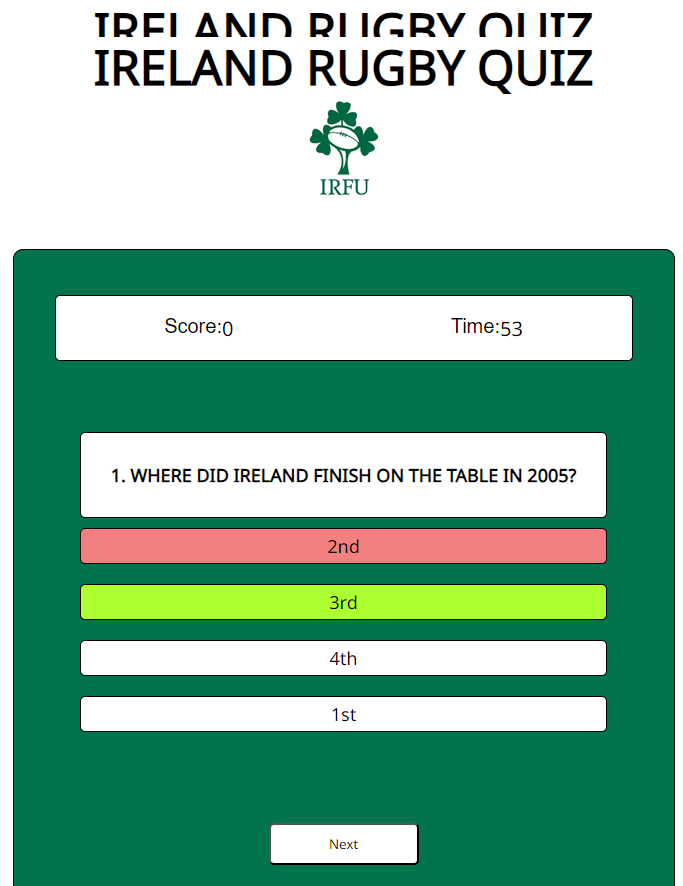 IRELAND RUGBY QUIZ
IRELAND RUGBY QUIZ
IRFU
Score:0 Time:53
1. WHERE DID IRELAND FINISH ON THE TABLE IN 2005?
2nd
3rd
4th
1st
Next